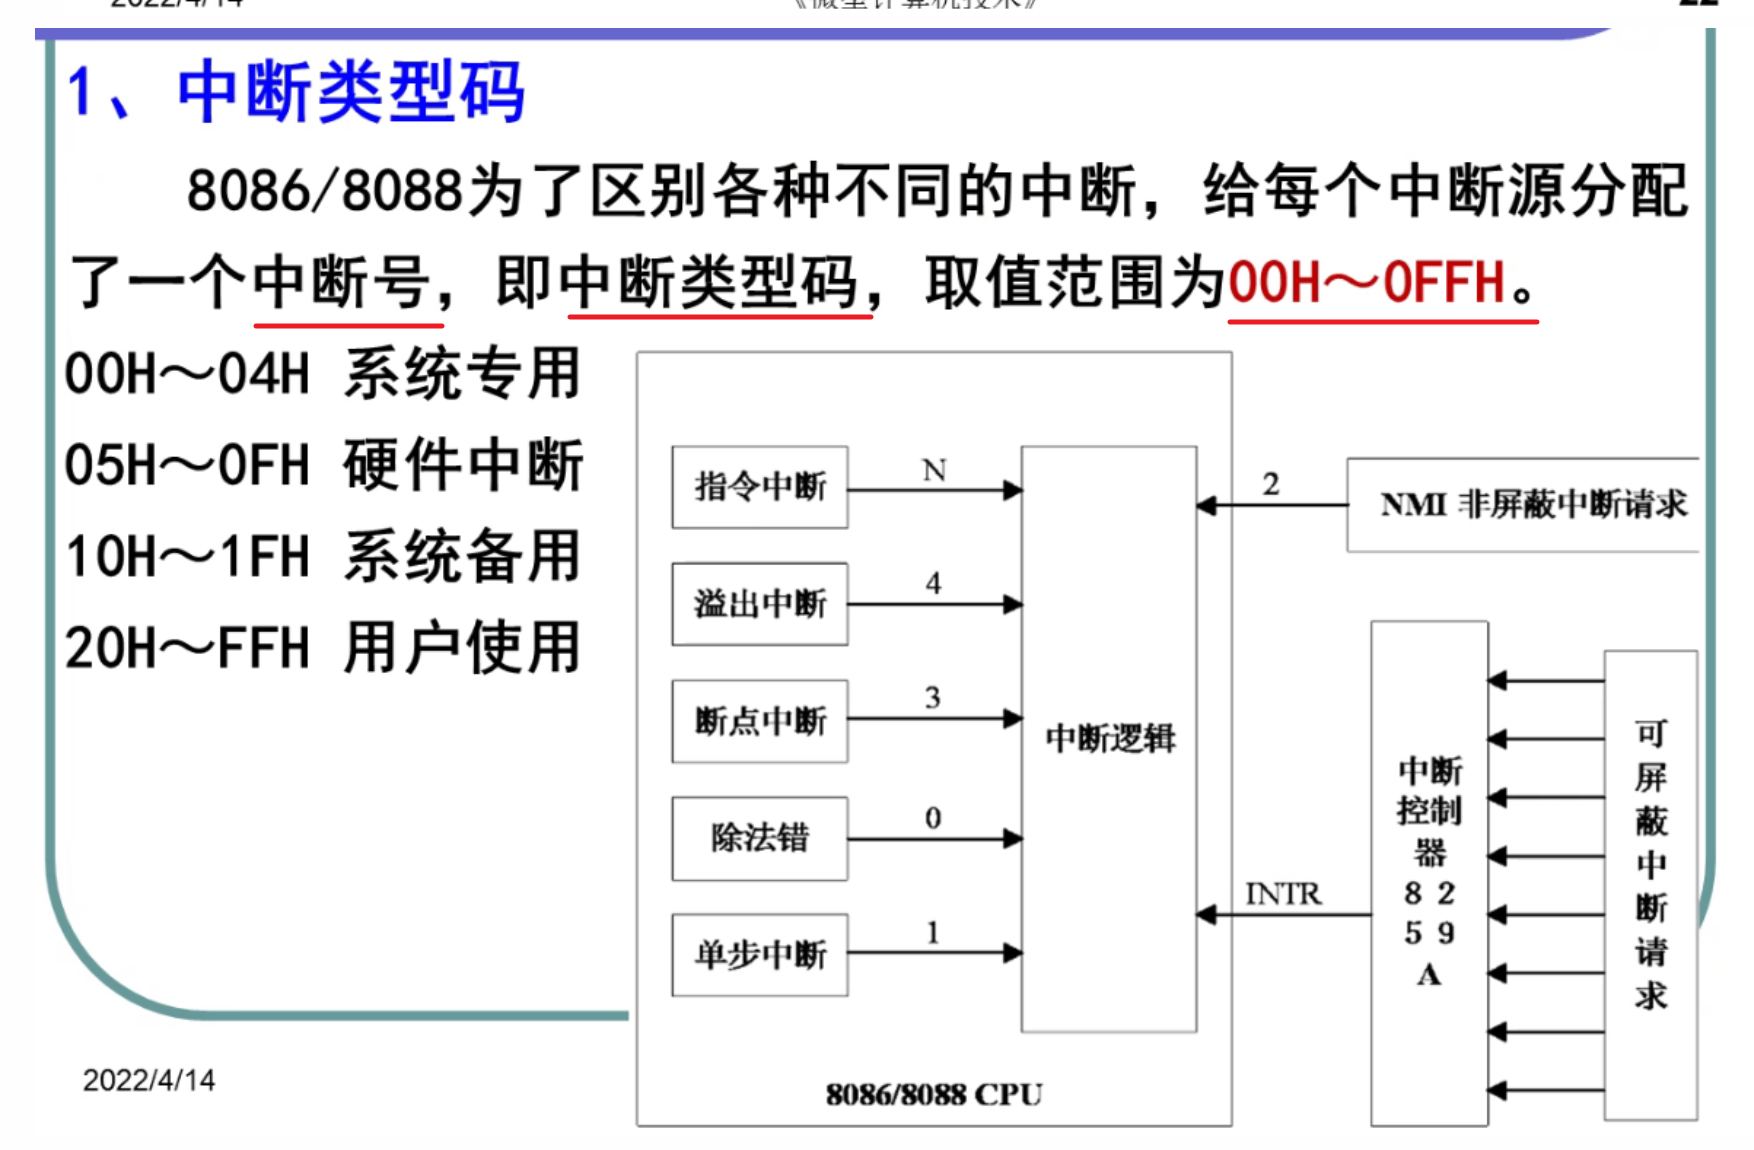 2022/4/14 《微型计算机技术》 22
1、中断类型码
8086/8088为了区别各种不同的中断，给每个中断源分配
了一个中断号，即中断类型码，取值范围为00H～0FFH。
00H～04H 系统专用
05H～0FH 硬件中断
10H～1FH 系统备用
20H～FFH 用户使用
指令中断
N
溢出中断
4
断点中断
3
除法错
0
单步中断
1
中断逻辑
8086/8088 CPU
2
NMI 非屏蔽中断请求
INTR
中断
控制
器
8 2
5 9
A
可
屏
蔽
中
断
请
求
2022/4/14